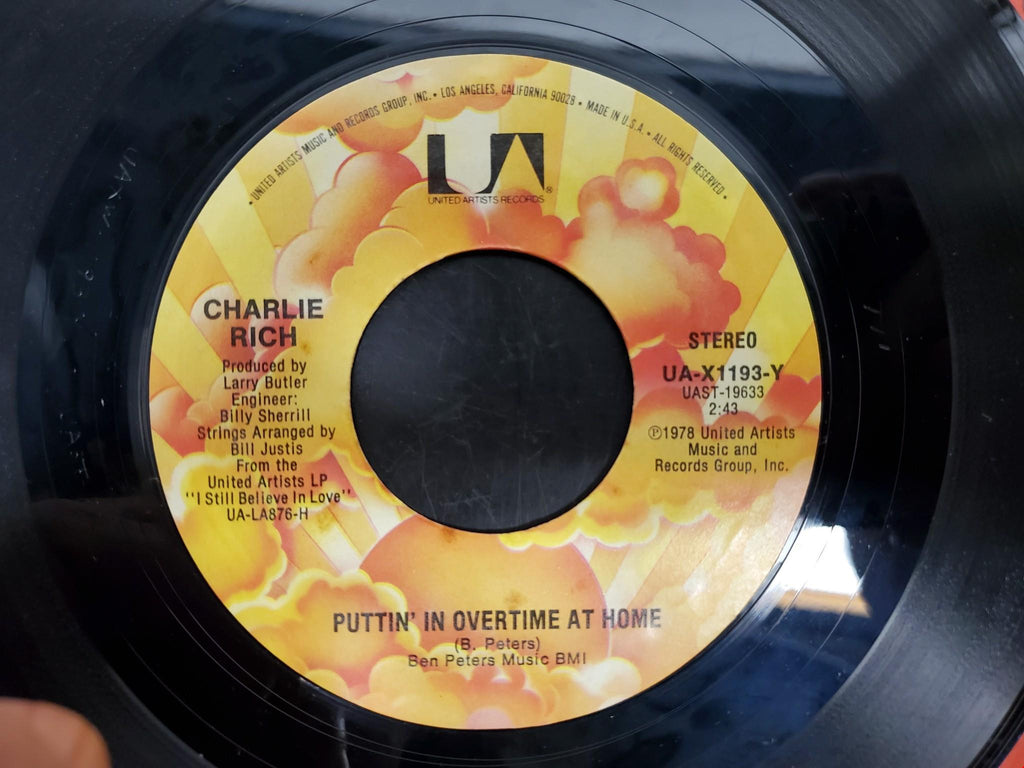 • UNITED ARTISTS MUSIC AND RECORDS GROUP, INC. • LOS ANGELES, CALIFORNIA 90028 • MADE IN U.S.A. • ALL RIGHTS RESERVED •
UA®
UNITED ARTISTS RECORDS
CHARLIE
RICH
Produced by
Larry Butler
Engineer:
Billy Sherrill
Strings Arranged by
Bill Justis
From the
United Artists LP
"I Still Believe In Love"
UA-LA876-H
STEREO
UA-X1193-Y
UAST-19633
2:43
Ⓟ1978 United Artists
Music and
Records Group, Inc.
PUTTIN' IN OVERTIME AT HOME
(B. Peters)
Ben Peters Music BMI